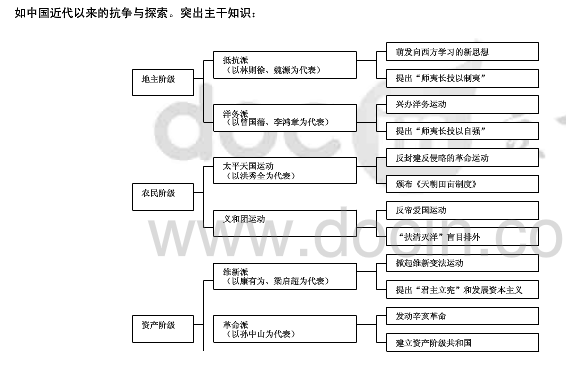 如中国近代以来的抗争与探索。突出主干知识:
地主阶级
抵抗派
(以林则徐、魏源为代表)
萌发向西方学习的新思想
提出“师夷长技以制夷”
洋务派
(以曾国藩、李鸿章为代表)
兴办洋务运动
提出“师夷长技以自强”
农民阶级
太平天国运动
(以洪秀全为代表)
反封建反侵略的革命运动
颁布《天朝田亩制度》
义和团运动
反帝爱国运动
“扶清灭洋”盲目排外
资产阶级
维新派
(以康有为、梁启超为代表)
掀起维新变法运动
提出“君主立宪”和发展资本主义
革命派
(以孙中山为代表)
发动辛亥革命
建立资产阶级共和国
www.docin.co